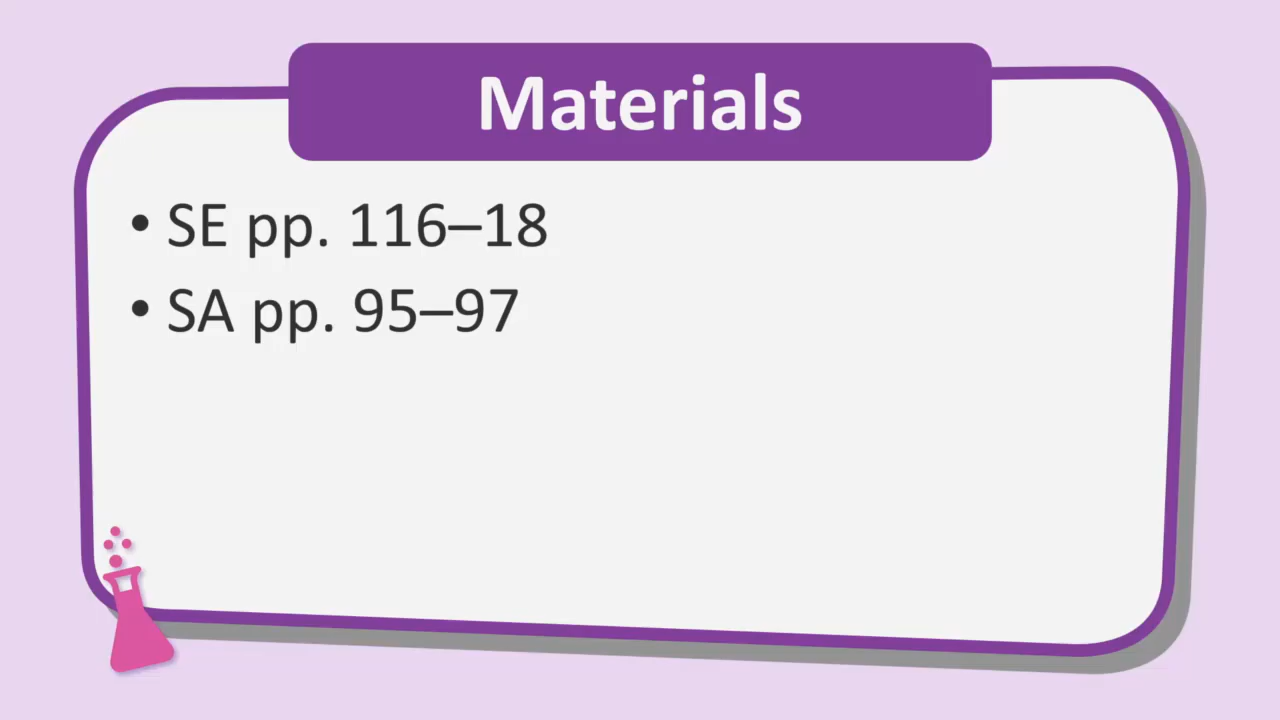 Materials
• SE pp. 116–18
• SA pp. 95–97